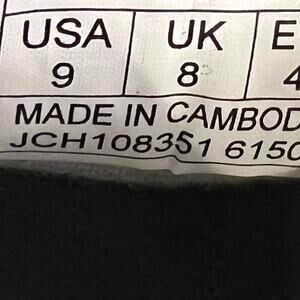 USA UK E
9 8 4
MADE IN CAMBOD
JCH108351 6150